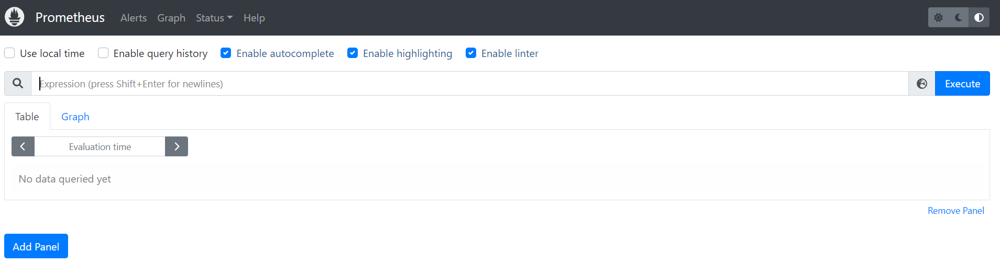 Prometheus Alerts Graph Status Help
Use local time Enable query history Enable autocomplete Enable highlighting Enable linter
Expression (press Shift+Enter for newlines) Execute
Table Graph
Evaluation time
No data queried yet
Remove Panel
Add Panel